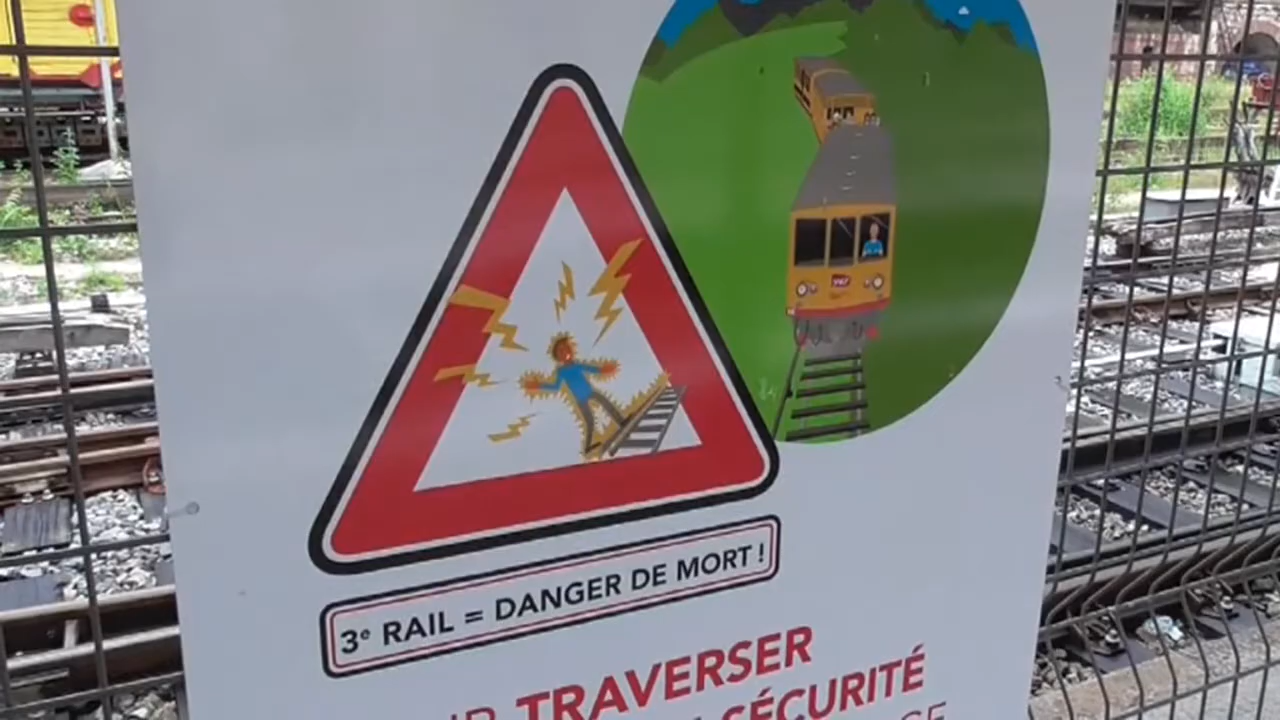 3e RAIL = DANGER DE MORT !
TRAVERSER
SÉCURITÉ